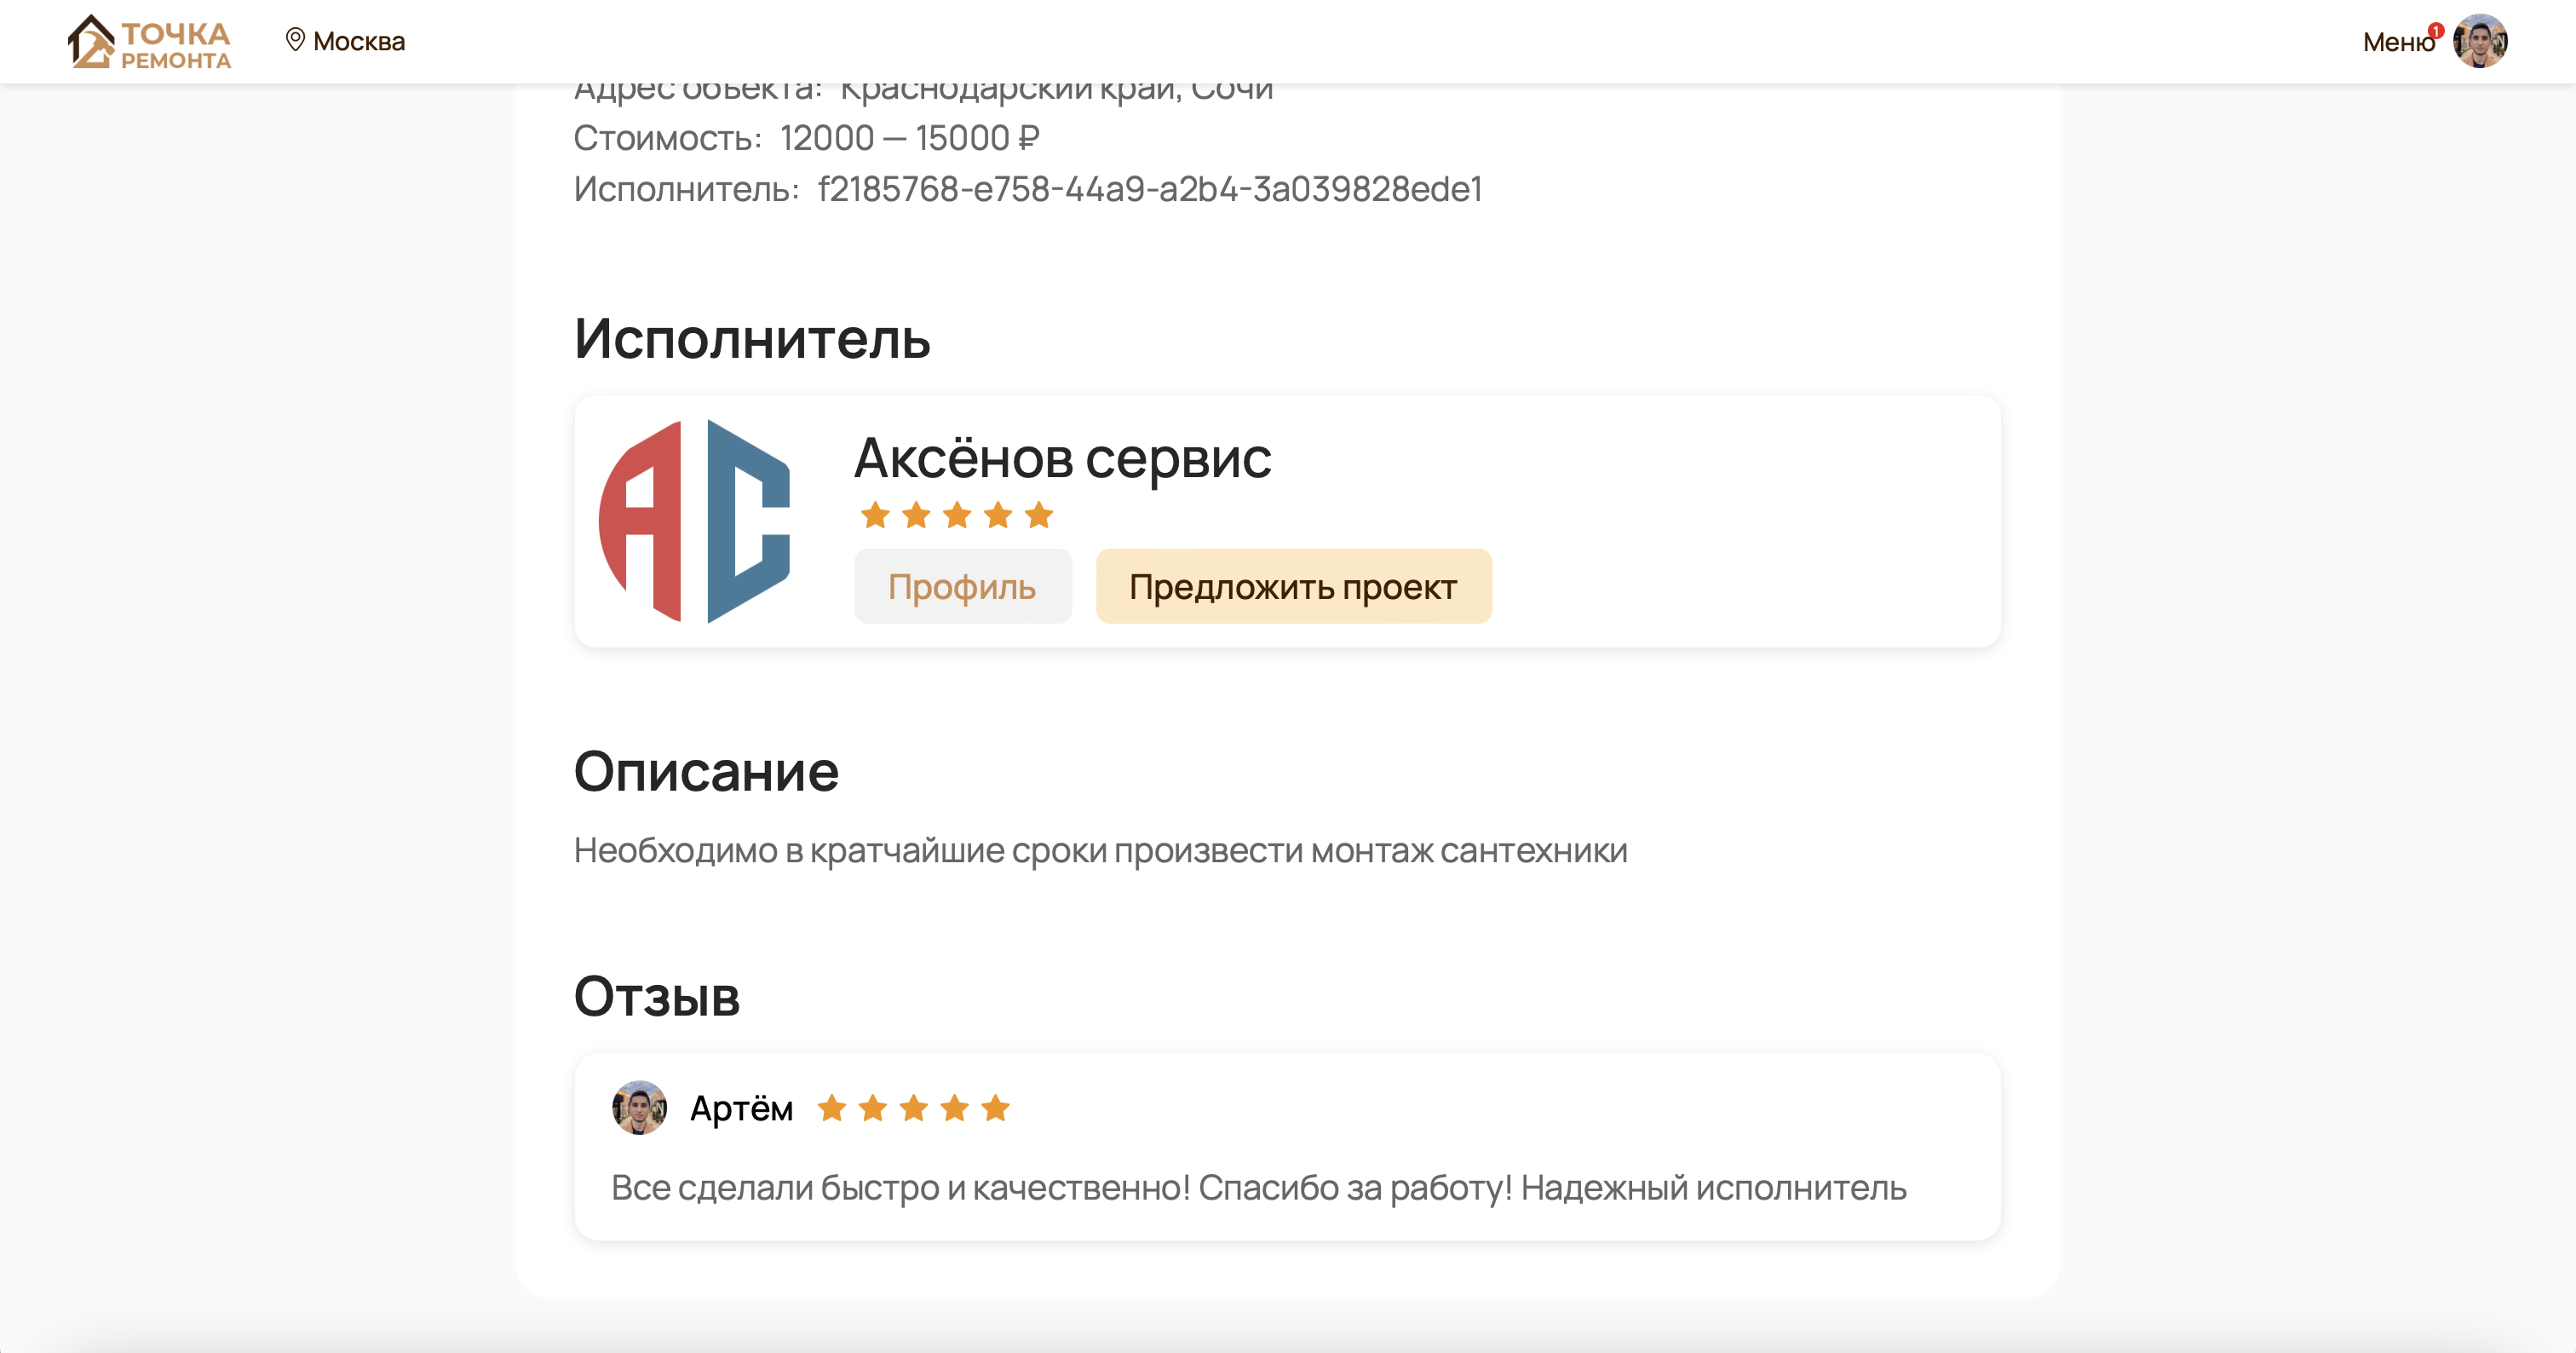 ТОЧКА
РЕМОНТА
Москва
Меню
1
Адрес объекта: Краснодарский край, Сочи
Стоимость: 12000 — 15000 ₽
Исполнитель: f2185768-e758-44a9-a2b4-3a039828ede1
Исполнитель
АС
Аксёнов сервис
Профиль
Предложить проект
Описание
Необходимо в кратчайшие сроки произвести монтаж сантехники
Отзыв
Артём
Все сделали быстро и качественно! Спасибо за работу! Надежный исполнитель